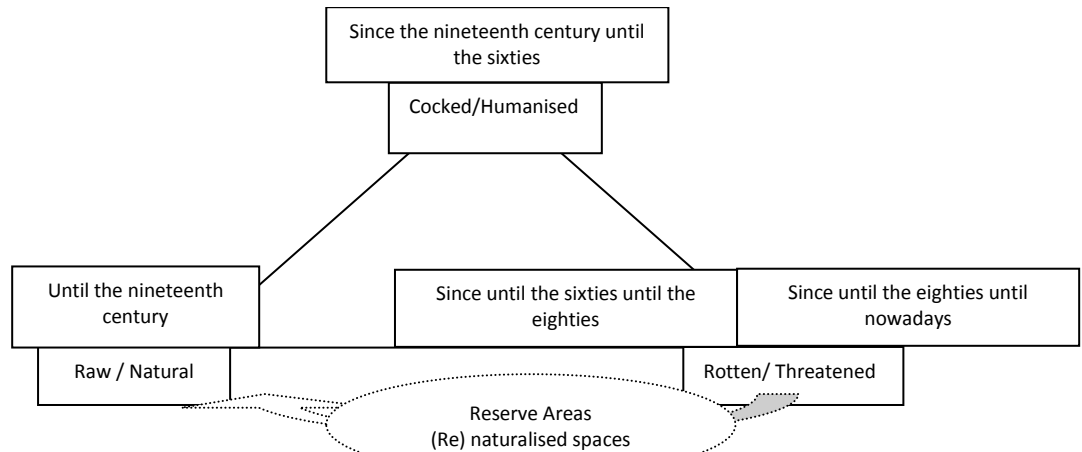 Since the nineteenth century until
the sixties
Cocked/Humanised
Until the nineteenth
century
Since until the sixties until the
eighties
Since until the eighties until
nowadays
Raw / Natural
Rotten/ Threatened
Reserve Areas
(Re) naturalised spaces